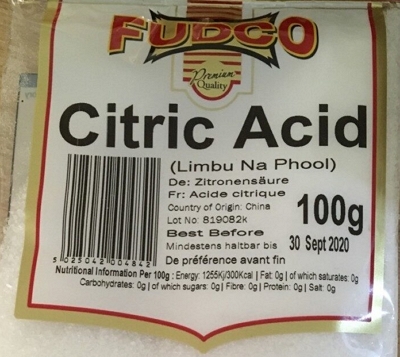 FUDCO
Premium
Quality
Citric Acid
(Limbu Na Phool)
De: Zitronensäure
Fr: Acide citrique
Country of Origin: China
Lot No: 819082k
100g
Best Before
Mindestens haltbar bis 30 Sept 2020
De préférence avant fin
5 025042 004842
Nutritional Information Per 100g : Energy: 1255Kj/300Kcal | Fat: 0g | of which saturates: 0g
Carbohydrates: 0g | of which sugars: 0g | Fibre: 0g | Protein: 0g | Salt: 0g